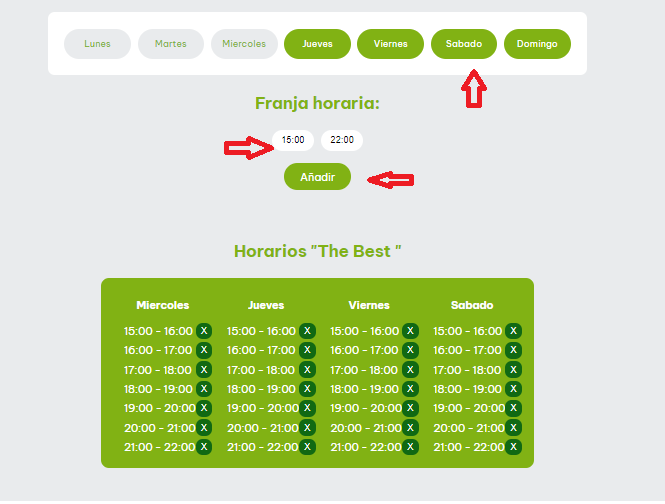 Lunes Martes Miercoles Jueves Viernes Sabado Domingo
Franja horaria:
15:00 22:00
Añadir
Horarios "The Best "
Miercoles Jueves Viernes Sabado
15:00 - 16:00 X 15:00 - 16:00 X 15:00 - 16:00 X 15:00 - 16:00 X
16:00 - 17:00 X 16:00 - 17:00 X 16:00 - 17:00 X 16:00 - 17:00 X
17:00 - 18:00 X 17:00 - 18:00 X 17:00 - 18:00 X 17:00 - 18:00 X
18:00 - 19:00 X 18:00 - 19:00 X 18:00 - 19:00 X 18:00 - 19:00 X
19:00 - 20:00 X 19:00 - 20:00 X 19:00 - 20:00 X 19:00 - 20:00 X
20:00 - 21:00 X 20:00 - 21:00 X 20:00 - 21:00 X 20:00 - 21:00 X
21:00 - 22:00 X 21:00 - 22:00 X 21:00 - 22:00 X 21:00 - 22:00 X